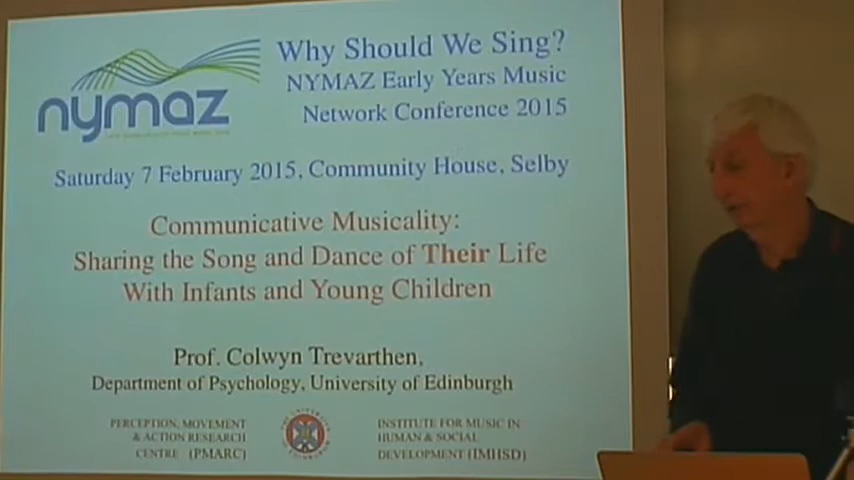 nymaz
Why Should We Sing?
NYMAZ Early Years Music
Network Conference 2015
Saturday 7 February 2015, Community House, Selby
Communicative Musicality:
Sharing the Song and Dance of Their Life
With Infants and Young Children
Prof. Colwyn Trevarthen,
Department of Psychology, University of Edinburgh
PERCEPTION, MOVEMENT
& ACTION RESEARCH
CENTRE (PMARC)
INSTITUTE FOR MUSIC IN
HUMAN & SOCIAL
DEVELOPMENT (IMHSD)